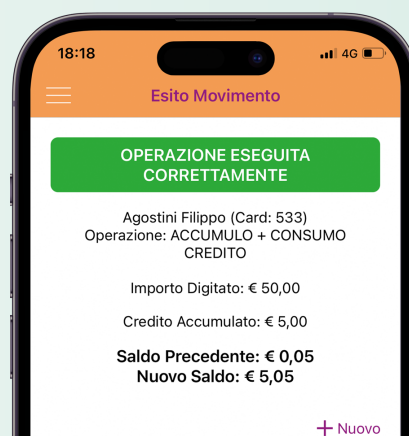 18:18
4G
Esito Movimento
OPERAZIONE ESEGUITA
CORRETTAMENTE
Agostini Filippo (Card: 533)
Operazione: ACCUMULO + CONSUMO
CREDITO
Importo Digitato: € 50,00
Credito Accumulato: € 5,00
Saldo Precedente: € 0,05
Nuovo Saldo: € 5,05
+ Nuovo